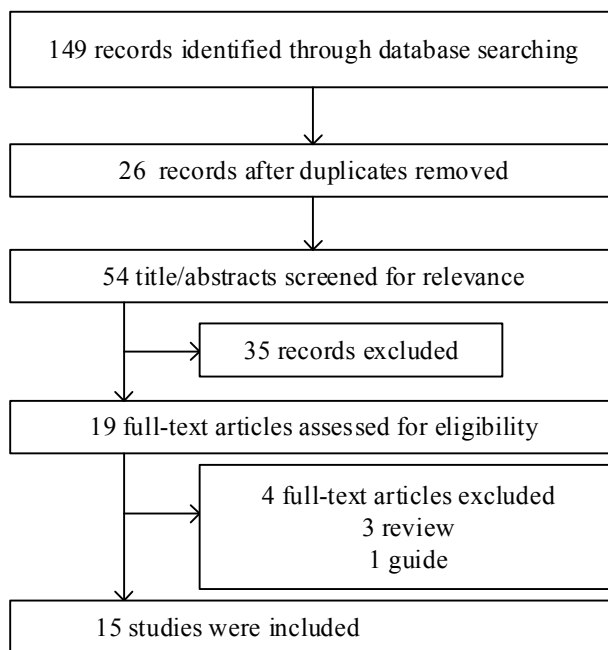 149 records identified through database searching
26 records after duplicates removed
54 title/abstracts screened for relevance
35 records excluded
19 full-text articles assessed for eligibility
4 full-text articles excluded
3 review
1 guide
15 studies were included